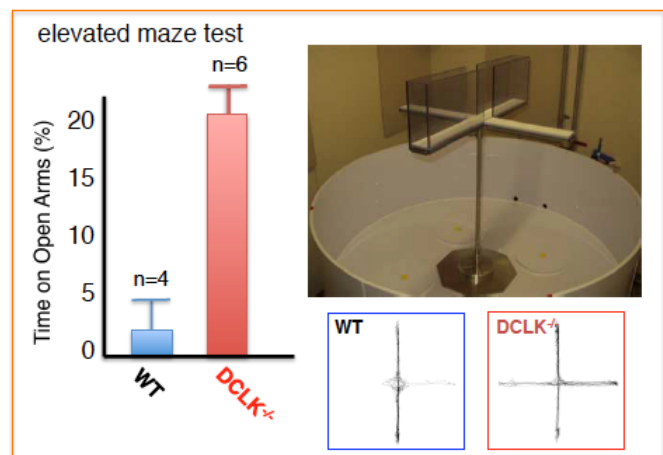 elevated maze test
n=6
Time on Open Arms (%)
20
15
10
5
0
n=4
WT
DCLK-/-
WT
DCLK-/-